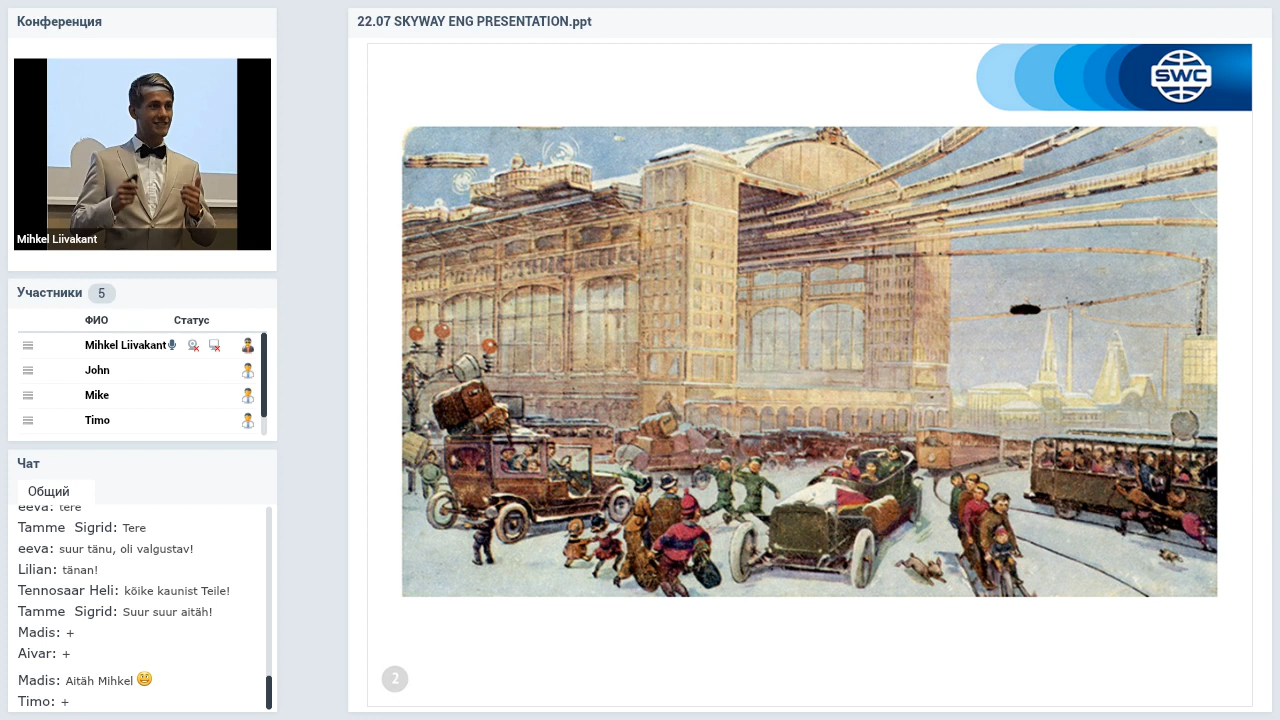 Конференция
Mihkel Liivakant
Участники 5
ФИО Статус
Mihkel Liivakant
John
Mike
Timo
Чат
Общий
eeva: tere
Tamme Sigrid: Tere
eeva: suur tänu, oli valgustav!
Lilian: tänan!
Tennosaar Heli: kõike kaunist Teile!
Tamme Sigrid: Suur suur aitäh!
Madis: +
Aivar: +
Madis: Aitäh Mihkel
Timo: +
22.07 SKYWAY ENG PRESENTATION.ppt
SWC
2